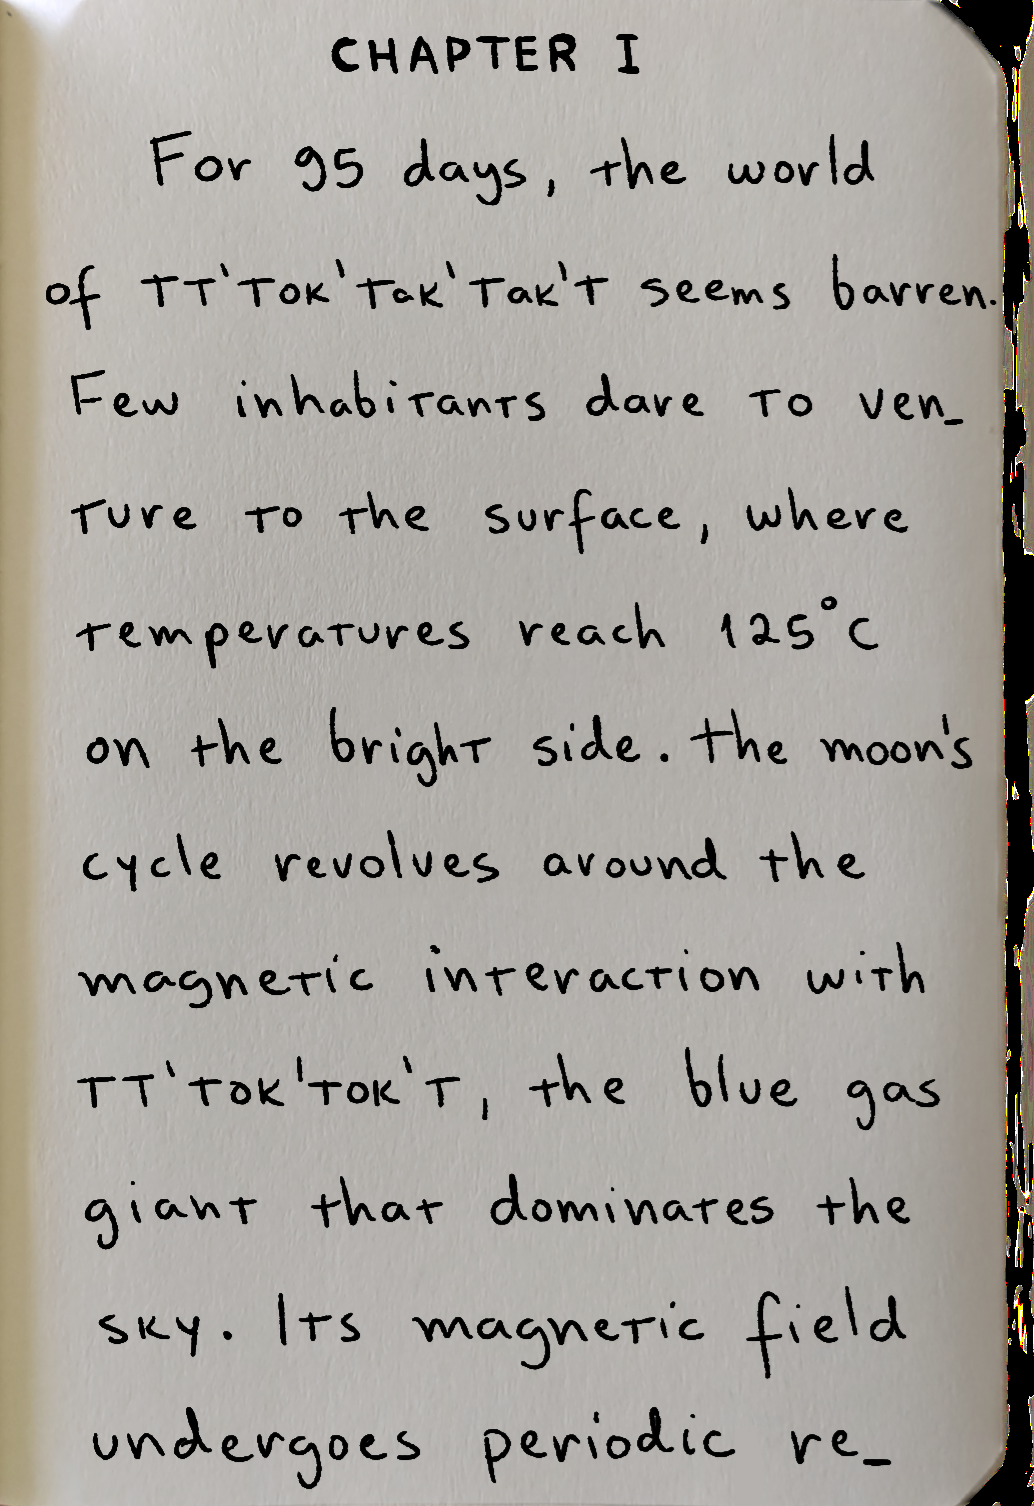 CHAPTER I
For 95 days, the world
of TT'Tok'Tak'Tak'T seems barren.
Few inhabitants dare to ven_
ture to the surface, where
temperatures reach 125°C
on the bright side. the moon's
cycle revolves around the
magnetic interaction with
TT'Tok'Tok'T, the blue gas
giant that dominates the
sky. Its magnetic field
undergoes periodic re_